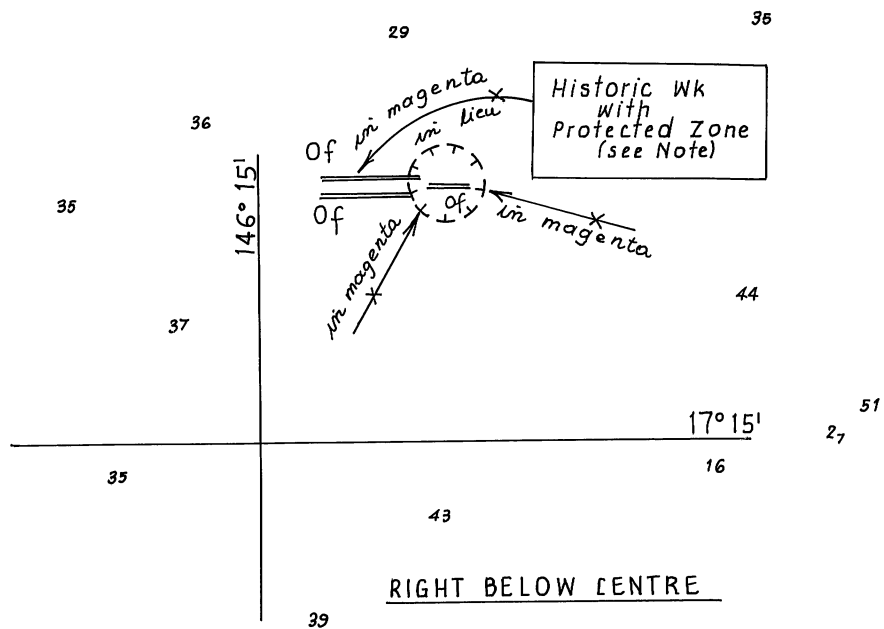 29
35
36
in magenta
in lieu
Historic Wk
with
Protected Zone
(see Note)
Of
146° 15'
35
Of
Of
in magenta
in magenta
44
37
17° 15'
51
2₇
16
35
43
RIGHT BELOW CENTRE
39